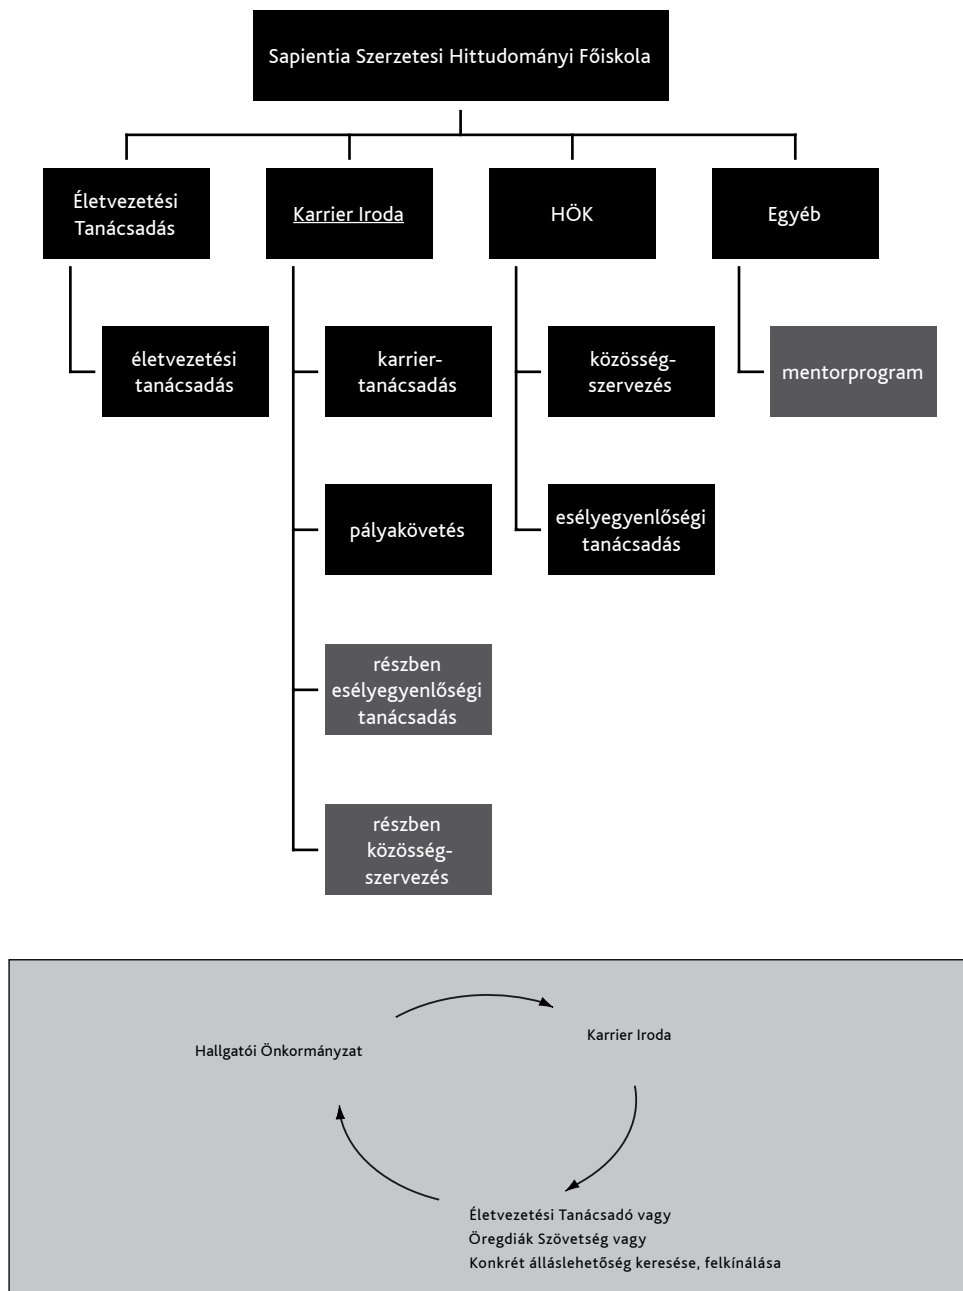 Sapientia Szerzetesi Hittudományi Főiskola
Életvezetési
Tanácsadás
Karrier Iroda
HÖK
Egyéb
életvezetési
tanácsadás
karrier-
tanácsadás
közösség-
szervezés
mentorprogram
pályakövetés
esélyegyenlőségi
tanácsadás
részben
esélyegyenlőségi
tanácsadás
részben
közösség-
szervezés
Hallgatói Önkormányzat
Karrier Iroda
Életvezetési Tanácsadó vagy
Öregdiák Szövetség vagy
Konkrét álláslehetőség keresése, felkínálása